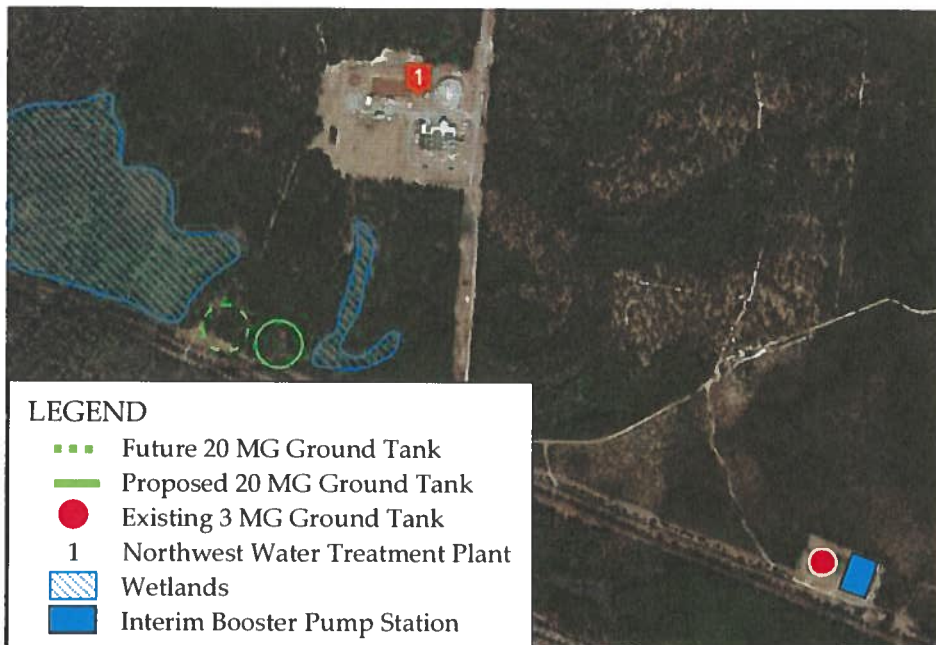 1
LEGEND
Future 20 MG Ground Tank
Proposed 20 MG Ground Tank
Existing 3 MG Ground Tank
1 Northwest Water Treatment Plant
Wetlands
Interim Booster Pump Station